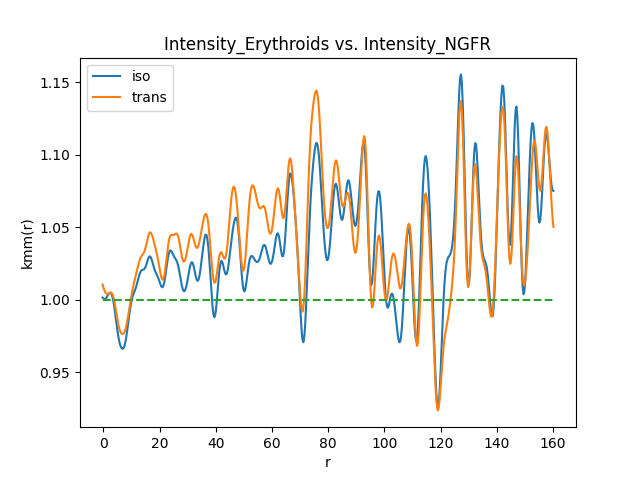 Intensity_Erythroids vs. Intensity_NGFR
iso
trans
kmm(r)
1.15
1.10
1.05
1.00
0.95
0 20 40 60 80 100 120 140 160
r